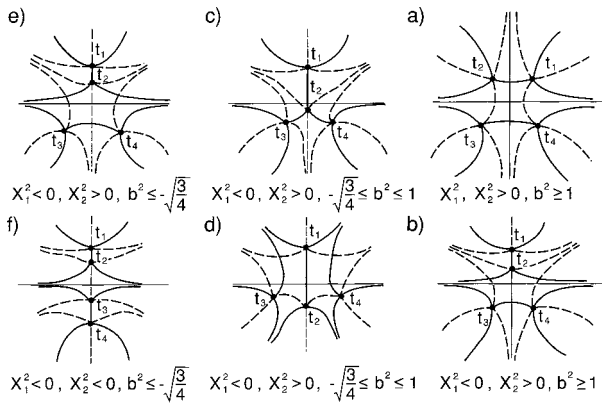 e)
t₁
t₂
t₃
t₄
X₁²<0, X₂²>0, b²≤-√(3/4)
c)
t₁
t₂
t₃
t₄
X₁²<0, X₂²>0, -√(3/4)≤b²≤1
a)
t₂
t₁
t₃
t₄
X₁², X₂²>0, b²≥1
f)
t₁
t₂
t₃
t₄
X₁²<0, X₂²<0, b²≤-√(3/4)
d)
t₁
t₃
t₄
t₂
X₁²<0, X₂²>0, -√(3/4)≤b²≤1
b)
t₁
t₂
t₃
t₄
X₁²<0, X₂²>0, b²≥1